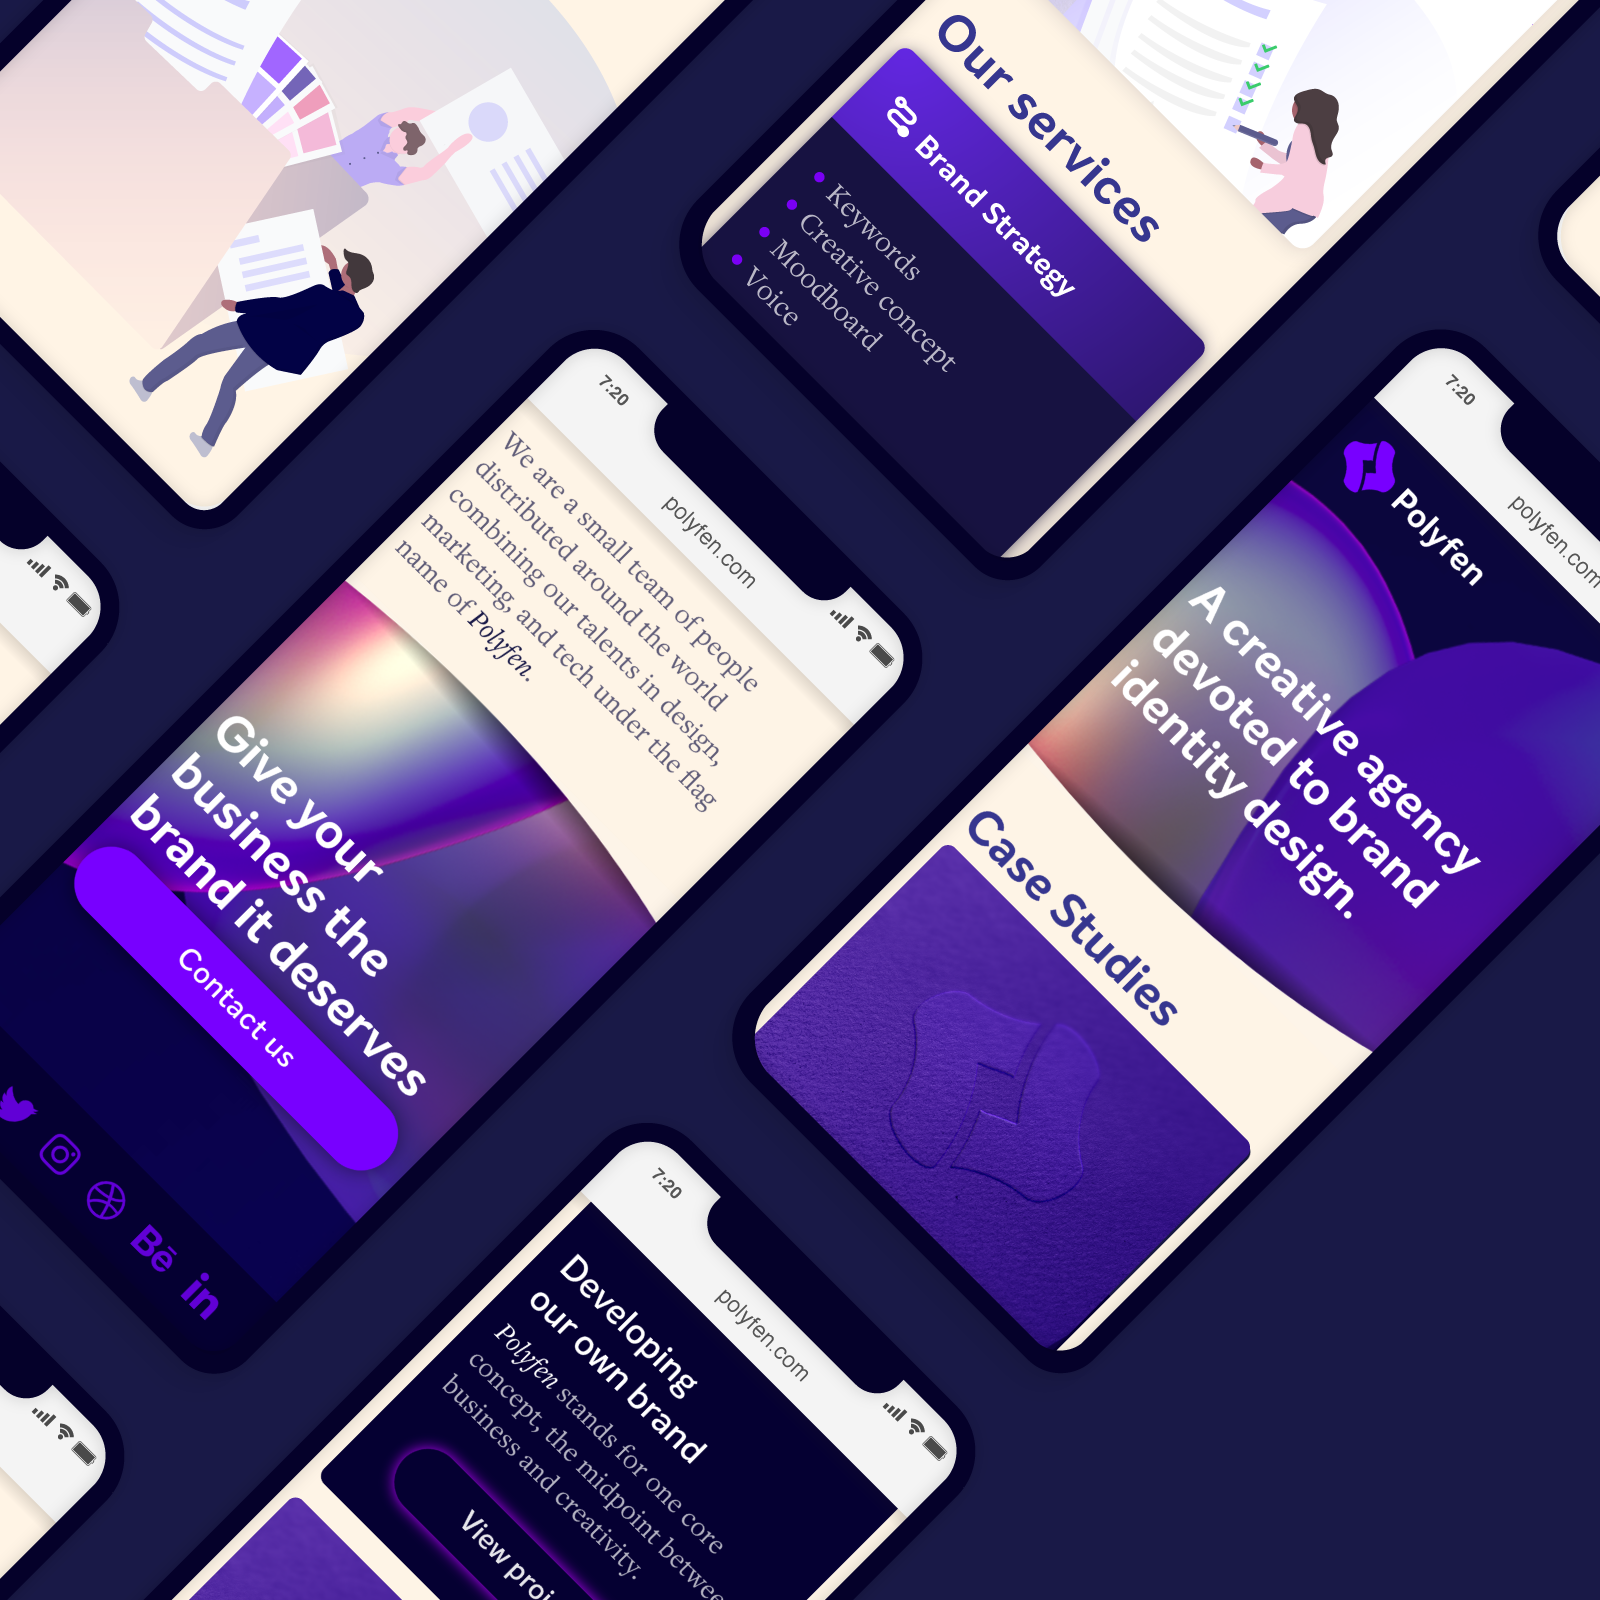 Our services
Brand Strategy
Keywords
Creative concept
Moodboard
Voice
7:20
polyfen.com
We are a small team of people
distributed around the world
combining our talents in design,
marketing, and tech under the flag
name of Polyfen.
Give your
business the
brand it deserves
Contact us
Bē
in
7:20
polyfen.com
Polyfen
A creative agency
devoted to brand
identity design.
Case Studies
7:20
polyfen.com
Developing
our own brand
Polyfen stands for one core
concept, the midpoint
business and creativity.
View